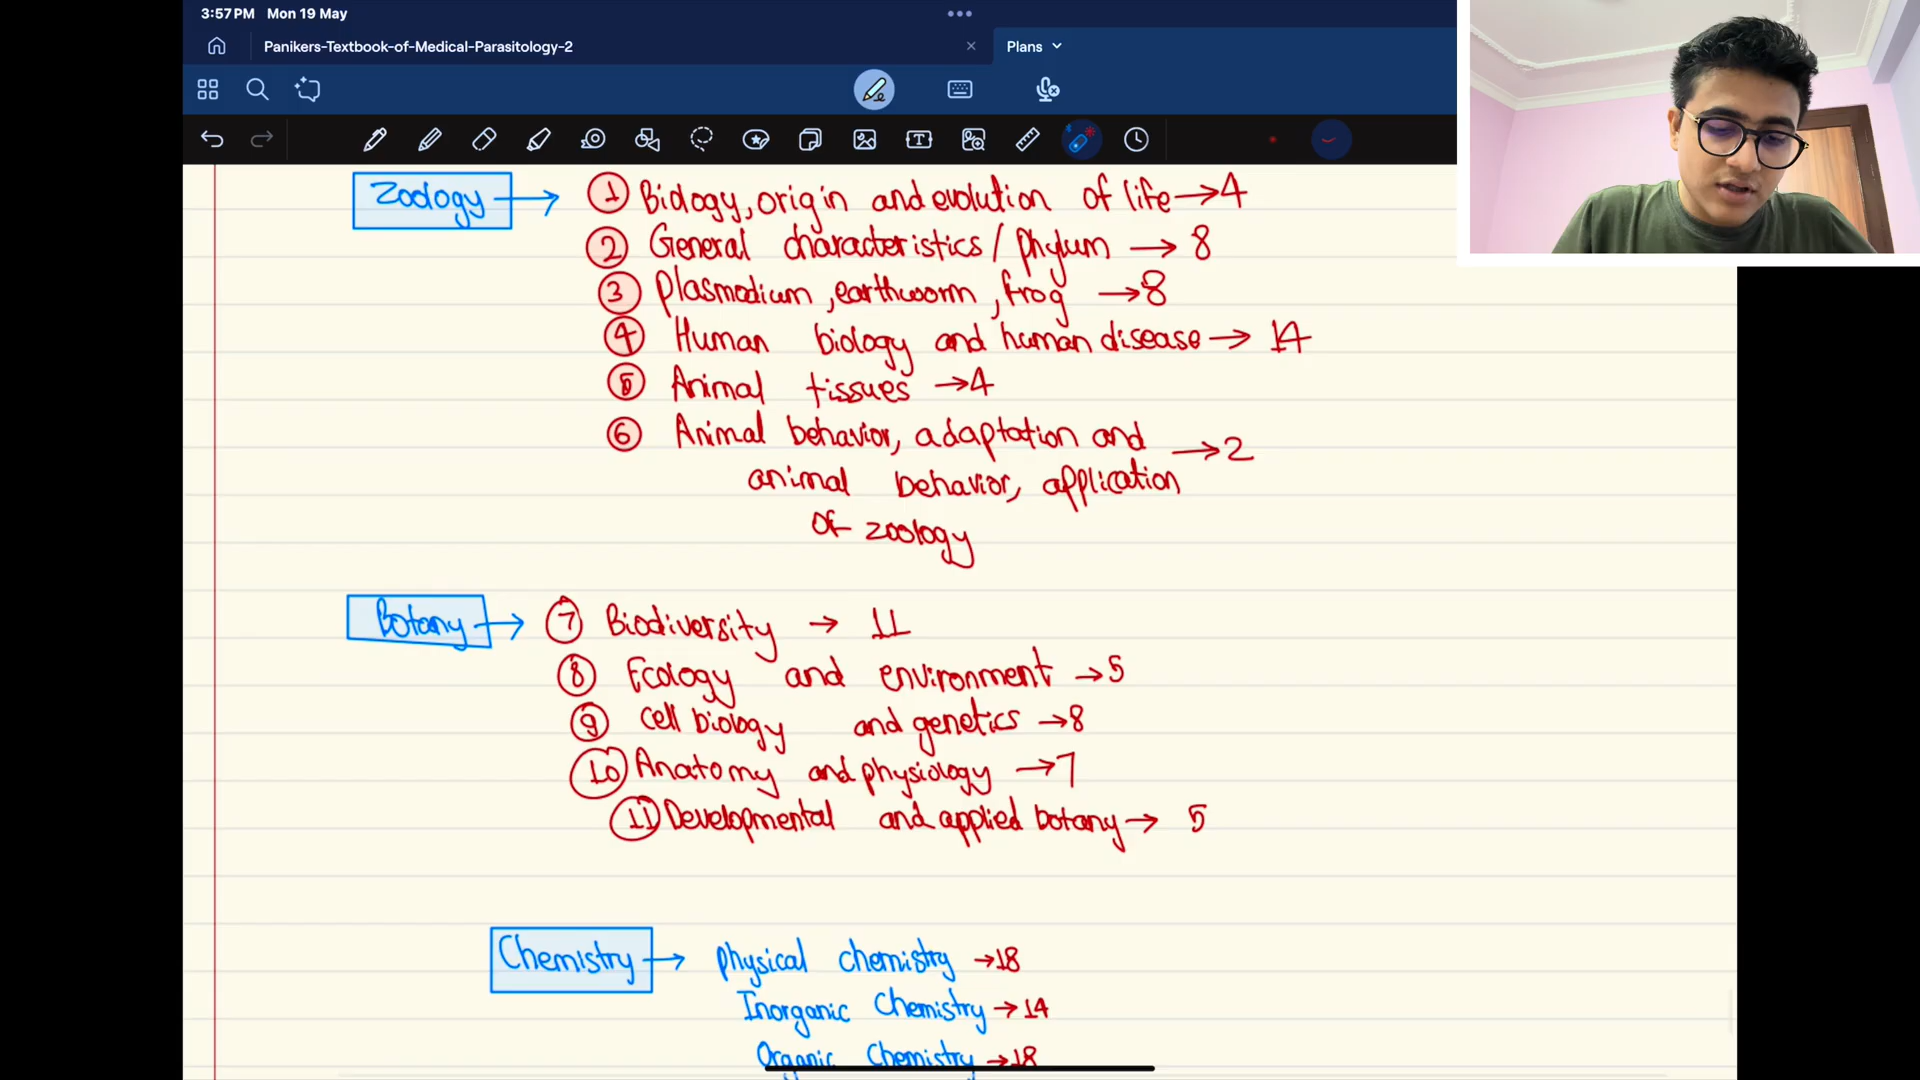 3:57PM Mon 19 May
Panikers-Textbook-of-Medical-Parasitology-2
Plans
Zoology → ① Biology, origin and evolution of life → 4
② General characteristics / phylum → 8
③ Plasmodium, earthworm, frog → 8
④ Human biology and human disease → 14
⑤ Animal tissues → 4
⑥ Animal behavior, adaptation and
animal behavior, application → 2
of zoology
Botany → ⑦ Biodiversity → 11
⑧ Ecology and environment → 5
⑨ cell biology and genetics → 8
⑩ Anatomy and physiology → 7
⑪ Developmental and applied botany → 5
Chemistry → physical chemistry → 18
Inorganic Chemistry → 14
Organic Chemistry → 18